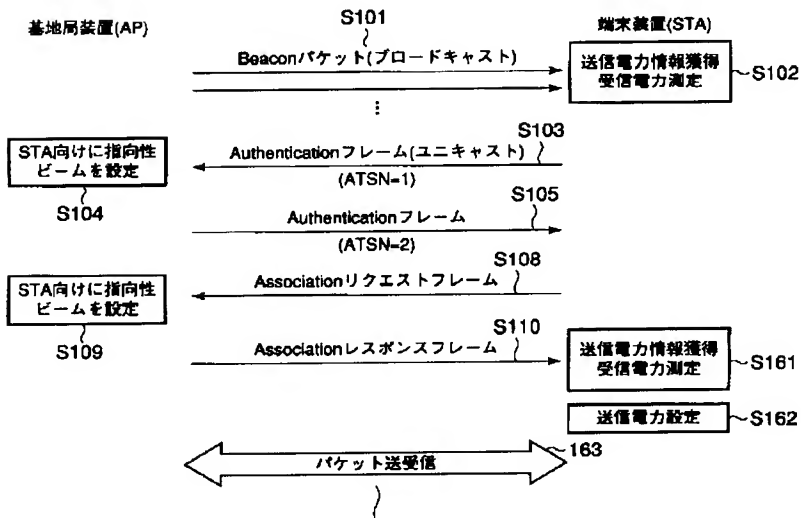 基地局装置(AP)
S101
端末装置(STA)
Beaconパケット(ブロードキャスト)
送信電力情報獲得
受信電力測定
S102
S103
STA向けに指向性
ビームを設定
Authenticationフレーム(ユニキャスト)
(ATSN=1)
S104
S105
Authenticationフレーム
(ATSN=2)
S108
STA向けに指向性
ビームを設定
Associationリクエストフレーム
S109
S110
Associationレスポンスフレーム
送信電力情報獲得
受信電力測定
S161
送信電力設定
S162
163
パケット送受信